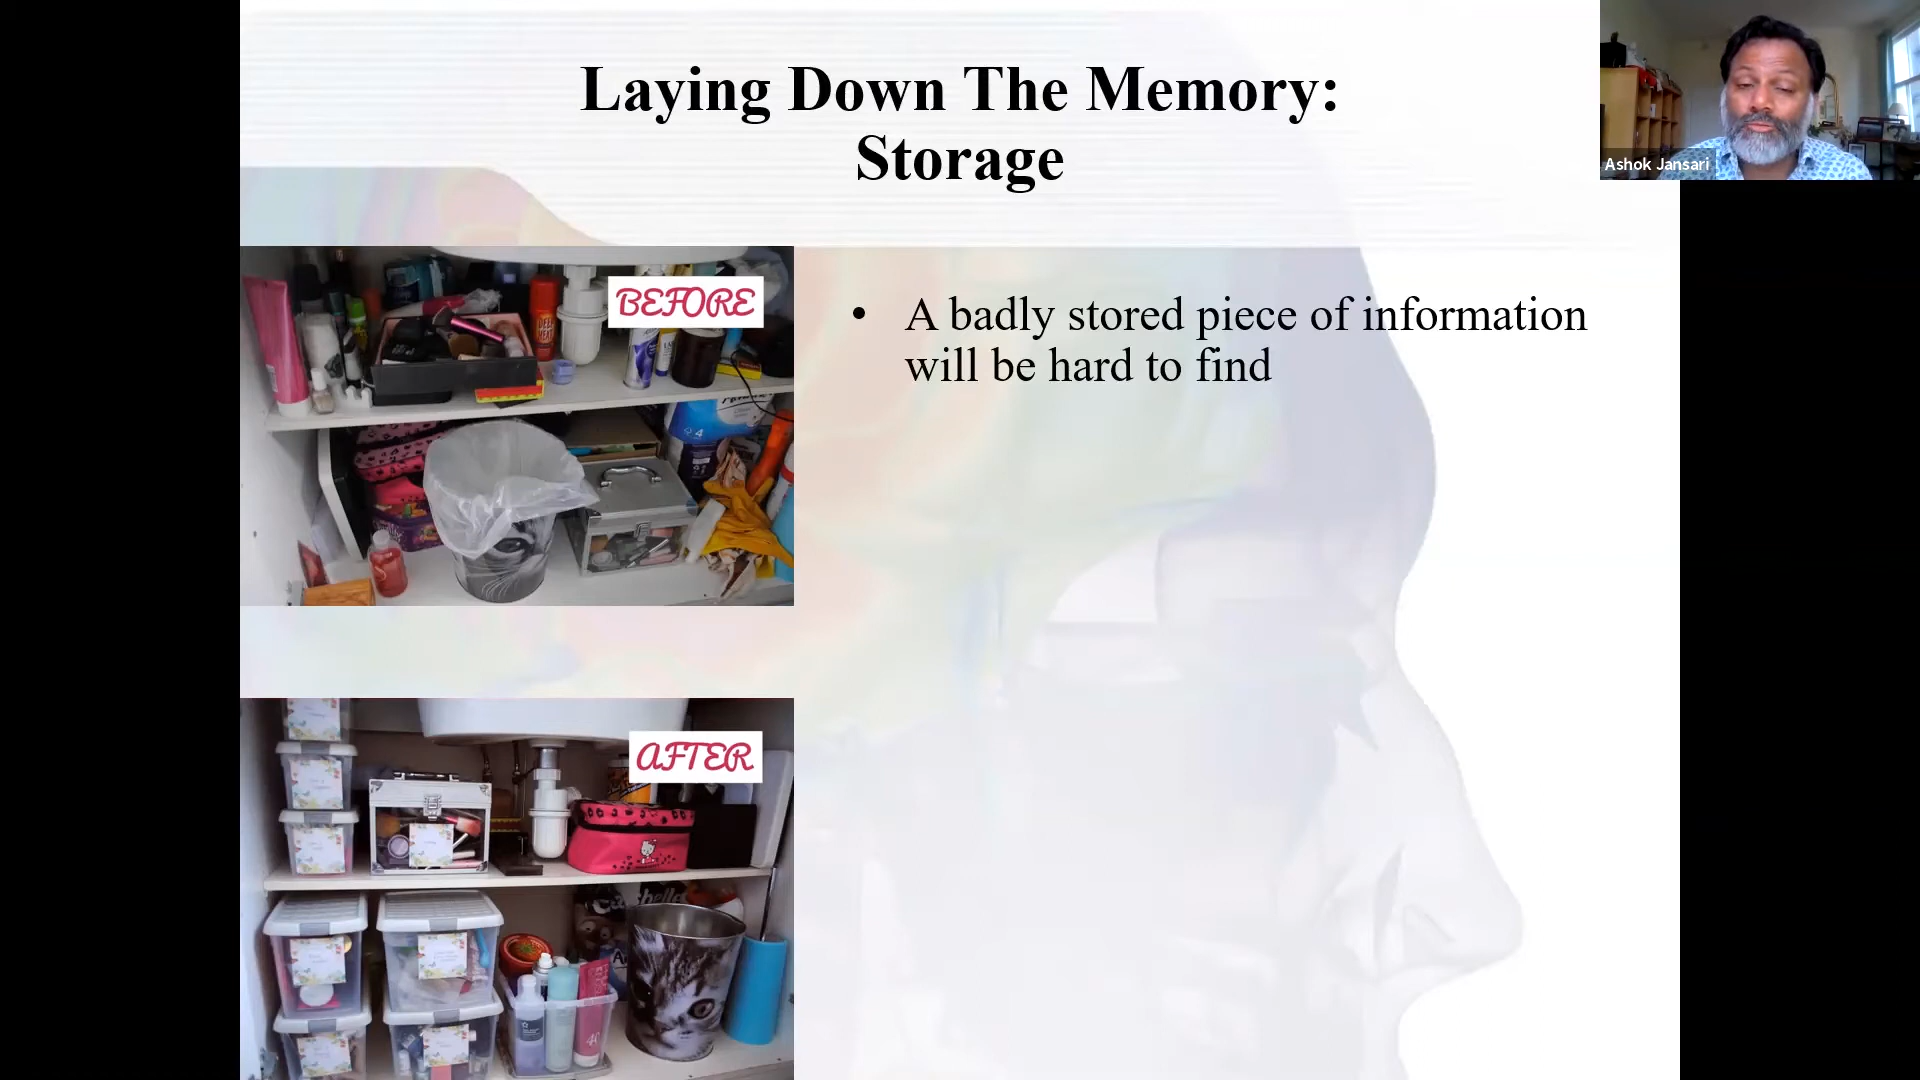 Laying Down The Memory:
Storage
Ashok Jansari
BEFORE
• A badly stored piece of information
will be hard to find
AFTER